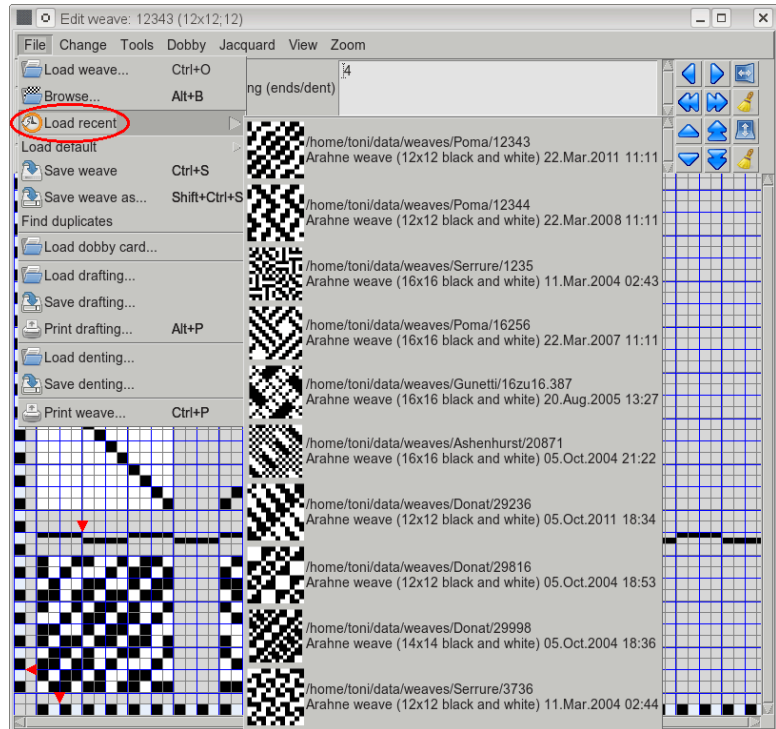 Edit weave: 12343 (12x12;12)
File Change Tools Dobby Jacquard View Zoom
Load weave... Ctrl+O
Browse... Alt+B
Load recent
Load default
Save weave Ctrl+S
Save weave as... Shift+Ctrl+S
Find duplicates
Load dobby card...
Load drafting...
Save drafting...
Print drafting... Alt+P
Load denting...
Save denting...
Print weave... Ctrl+P
ng (ends/dent) 4
/home/toni/data/weaves/Poma/12343
Arahne weave (12x12 black and white) 22.Mar.2011 11:11
/home/toni/data/weaves/Poma/12344
Arahne weave (12x12 black and white) 22.Mar.2008 11:11
/home/toni/data/weaves/Serrure/1235
Arahne weave (16x16 black and white) 11.Mar.2004 02:43
/home/toni/data/weaves/Poma/16256
Arahne weave (16x16 black and white) 22.Mar.2007 11:11
/home/toni/data/weaves/Gunetti/16zu16.387
Arahne weave (16x16 black and white) 20.Aug.2005 13:27
/home/toni/data/weaves/Ashenhurst/20871
Arahne weave (16x16 black and white) 05.Oct.2004 21:22
/home/toni/data/weaves/Donat/29236
Arahne weave (12x12 black and white) 05.Oct.2011 18:34
/home/toni/data/weaves/Donat/29816
Arahne weave (12x12 black and white) 05.Oct.2004 18:53
/home/toni/data/weaves/Donat/29998
Arahne weave (14x14 black and white) 05.Oct.2004 18:36
/home/toni/data/weaves/Serrure/3736
Arahne weave (12x12 black and white) 11.Mar.2004 02:44